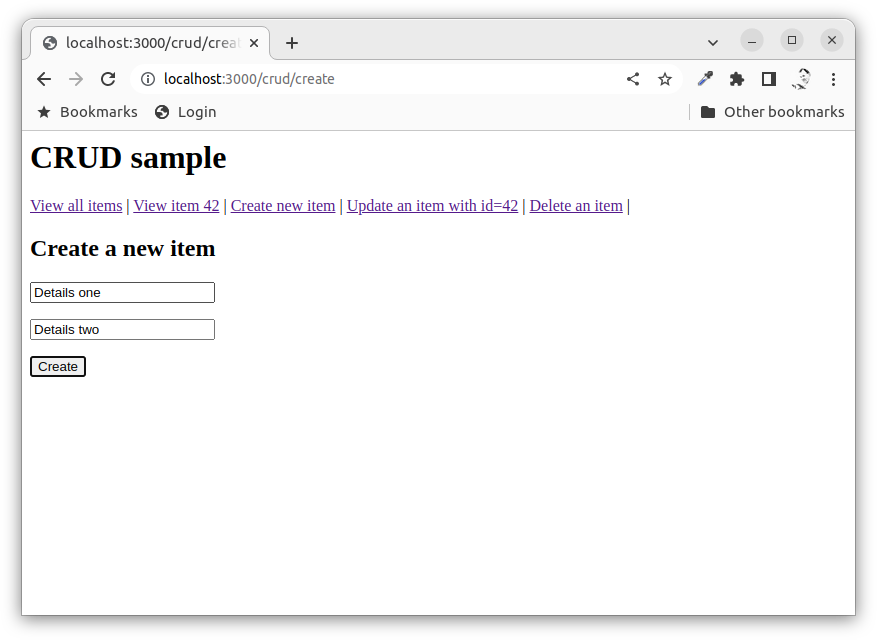 localhost:3000/crud/crea
localhost:3000/crud/create
Bookmarks Login Other bookmarks
CRUD sample
View all items | View item 42 | Create new item | Update an item with id=42 | Delete an item |
Create a new item
Details one
Details two
Create